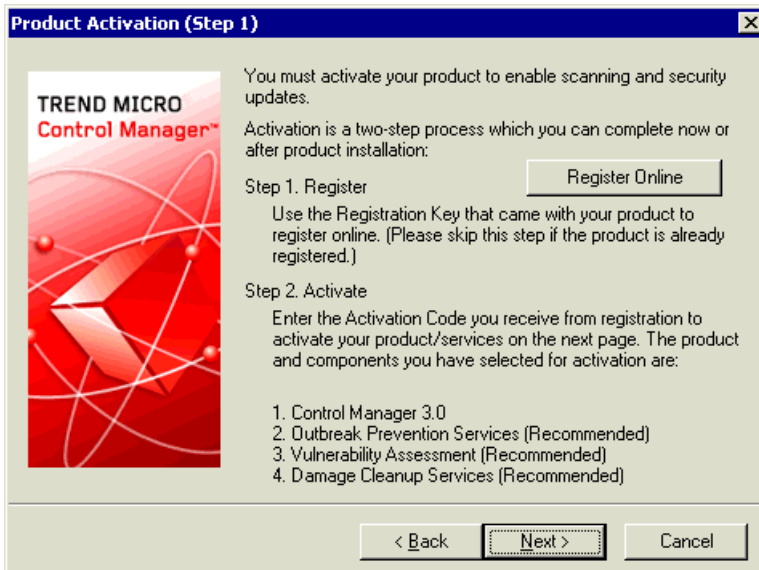 Product Activation (Step 1)
TREND MICRO
Control Manager™
You must activate your product to enable scanning and security
updates.
Activation is a two-step process which you can complete now or
after product installation:
Register Online
Step 1. Register
Use the Registration Key that came with your product to
register online. (Please skip this step if the product is already
registered.)
Step 2. Activate
Enter the Activation Code you receive from registration to
activate your product/services on the next page. The product
and components you have selected for activation are:
1. Control Manager 3.0
2. Outbreak Prevention Services (Recommended)
3. Vulnerability Assessment (Recommended)
4. Damage Cleanup Services (Recommended)
< Back
Next >
Cancel